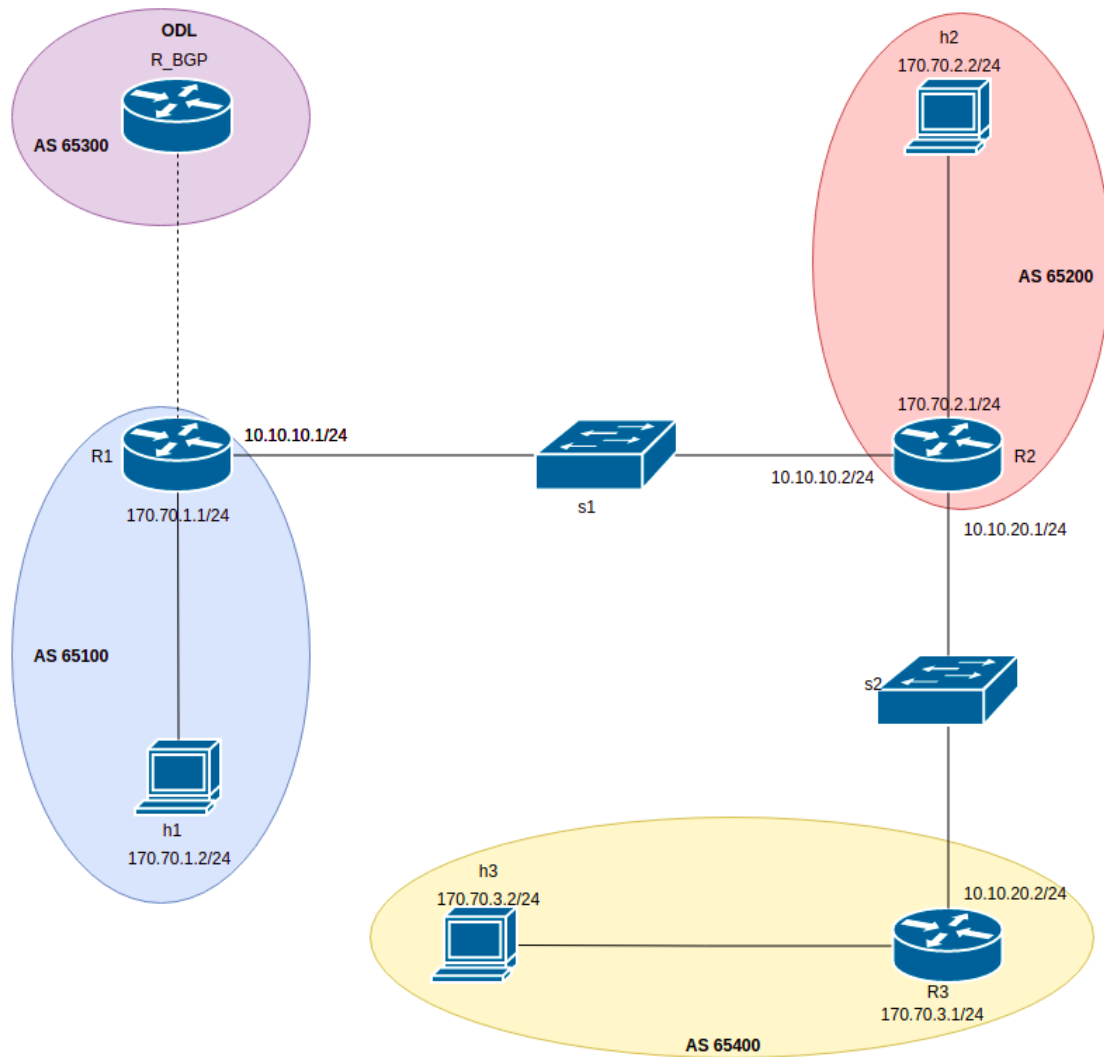 ODL
R_BGP
AS 65300
h2
170.70.2.2/24
AS 65200
170.70.2.1/24
R1
10.10.10.1/24
R2
10.10.10.2/24
s1
170.70.1.1/24
10.10.20.1/24
AS 65100
s2
h1
170.70.1.2/24
h3
170.70.3.2/24
10.10.20.2/24
R3
170.70.3.1/24
AS 65400